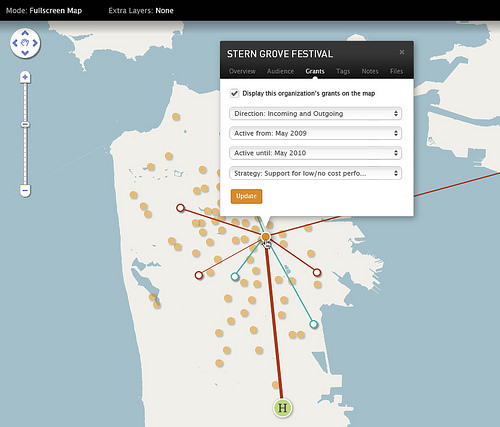 Mode: Fullscreen Map Extra Layers: None
STERN GROVE FESTIVAL
Overview Audience Grants Tags Notes Files
Display this organization's grants on the map
Direction: Incoming and Outgoing
Active from: May 2009
Active until: May 2010
Strategy: Support for low/no cost perfo...
Update
H